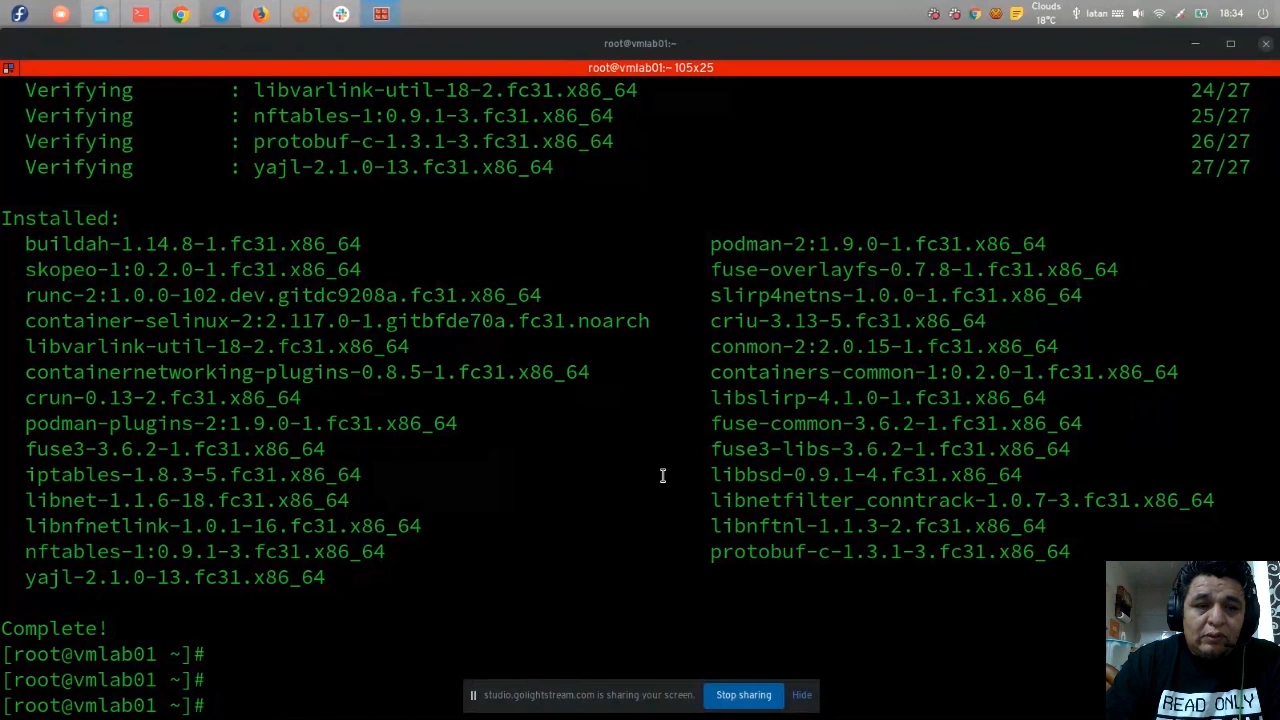 Clouds
18°C
latan
18:34
root@vmlab01:~
root@vmlab01:~ 105x25
Verifying : libvarlink-util-18-2.fc31.x86_64 24/27
Verifying : nftables-1:0.9.1-3.fc31.x86_64 25/27
Verifying : protobuf-c-1.3.1-3.fc31.x86_64 26/27
Verifying : yajl-2.1.0-13.fc31.x86_64 27/27
Installed:
buildah-1.14.8-1.fc31.x86_64 podman-2:1.9.0-1.fc31.x86_64
skopeo-1:0.2.0-1.fc31.x86_64 fuse-overlayfs-0.7.8-1.fc31.x86_64
runc-2:1.0.0-102.dev.gitdc9208a.fc31.x86_64 slirp4netns-1.0.0-1.fc31.x86_64
container-selinux-2:2.117.0-1.gitbfde70a.fc31.noarch criu-3.13-5.fc31.x86_64
libvarlink-util-18-2.fc31.x86_64 conmon-2:2.0.15-1.fc31.x86_64
containernetworking-plugins-0.8.5-1.fc31.x86_64 containers-common-1:0.2.0-1.fc31.x86_64
crun-0.13-2.fc31.x86_64 libslirp-4.1.0-1.fc31.x86_64
podman-plugins-2:1.9.0-1.fc31.x86_64 fuse-common-3.6.2-1.fc31.x86_64
fuse3-3.6.2-1.fc31.x86_64 fuse3-libs-3.6.2-1.fc31.x86_64
iptables-1.8.3-5.fc31.x86_64 libbsd-0.9.1-4.fc31.x86_64
libnet-1.1.6-18.fc31.x86_64 libnetfilter_conntrack-1.0.7-3.fc31.x86_64
libnfnetlink-1.0.1-16.fc31.x86_64 libnftnl-1.1.3-2.fc31.x86_64
nftables-1:0.9.1-3.fc31.x86_64 protobuf-c-1.3.1-3.fc31.x86_64
yajl-2.1.0-13.fc31.x86_64
Complete!
[root@vmlab01 ~]#
[root@vmlab01 ~]#
[root@vmlab01 ~]#
studio.golightstream.com is sharing your screen. Stop sharing Hide
READ ONLY